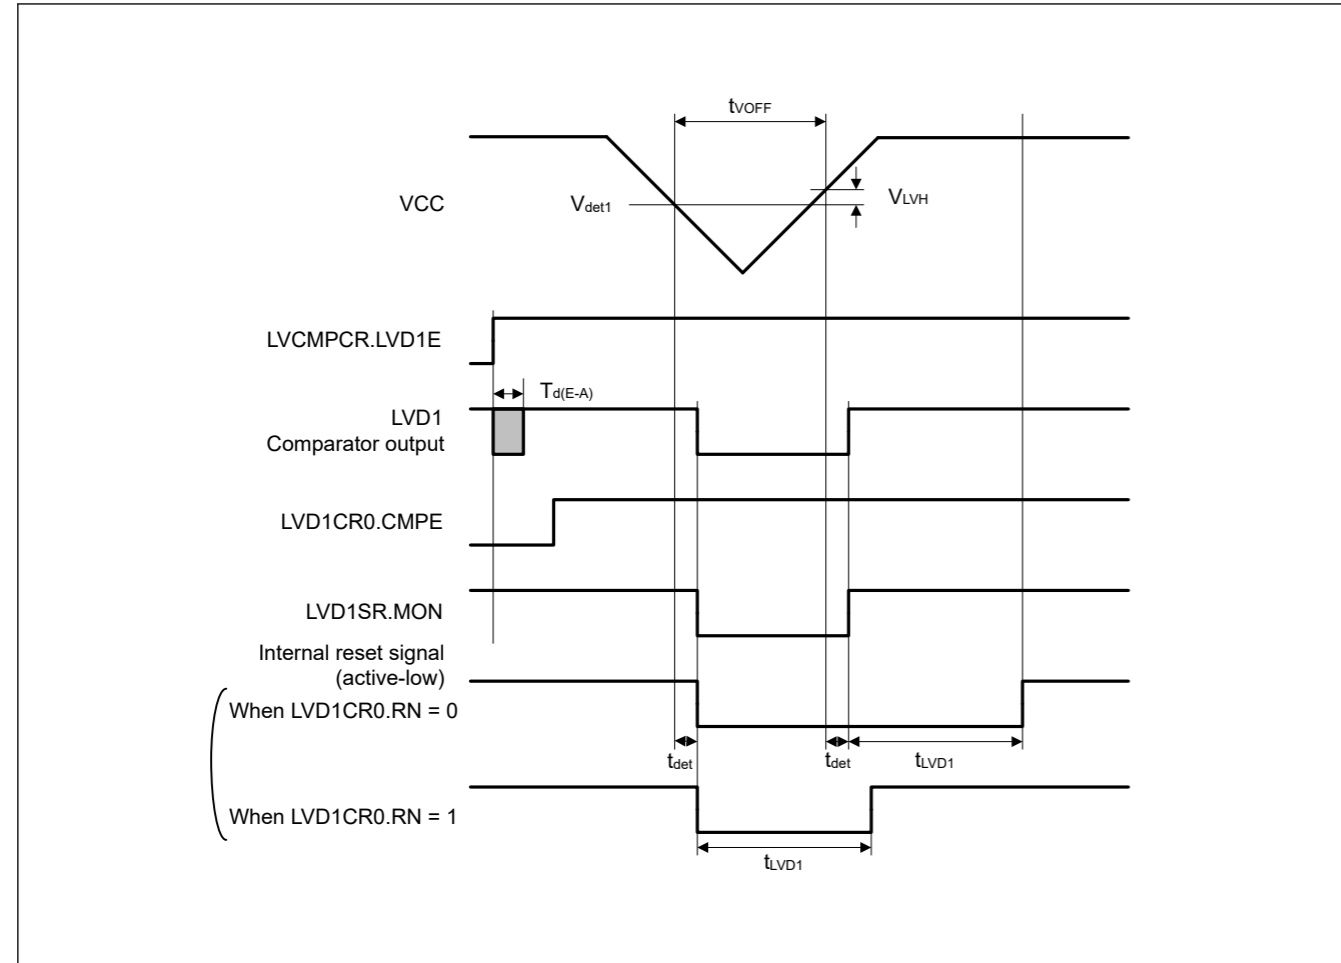 tVOFF
VCC
Vdet1
VLVH
LVCMPCR.LVD1E
Td(E-A)
LVD1
Comparator output
LVD1CR0.CMPE
LVD1SR.MON
Internal reset signal
(active-low)
When LVD1CR0.RN = 0
tdet
tdet
tLVD1
When LVD1CR0.RN = 1
tLVD1